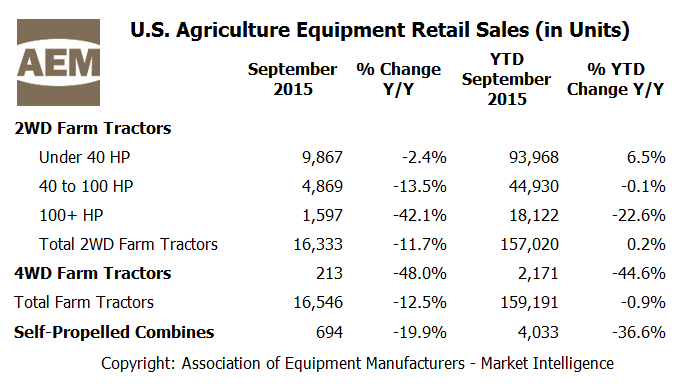 AEM
U.S. Agriculture Equipment Retail Sales (in Units)
September 2015 % Change Y/Y YTD September 2015 % YTD Change Y/Y
2WD Farm Tractors
Under 40 HP 9,867 -2.4% 93,968 6.5%
40 to 100 HP 4,869 -13.5% 44,930 -0.1%
100+ HP 1,597 -42.1% 18,122 -22.6%
Total 2WD Farm Tractors 16,333 -11.7% 157,020 0.2%
4WD Farm Tractors 213 -48.0% 2,171 -44.6%
Total Farm Tractors 16,546 -12.5% 159,191 -0.9%
Self-Propelled Combines 694 -19.9% 4,033 -36.6%
Copyright: Association of Equipment Manufacturers - Market Intelligence